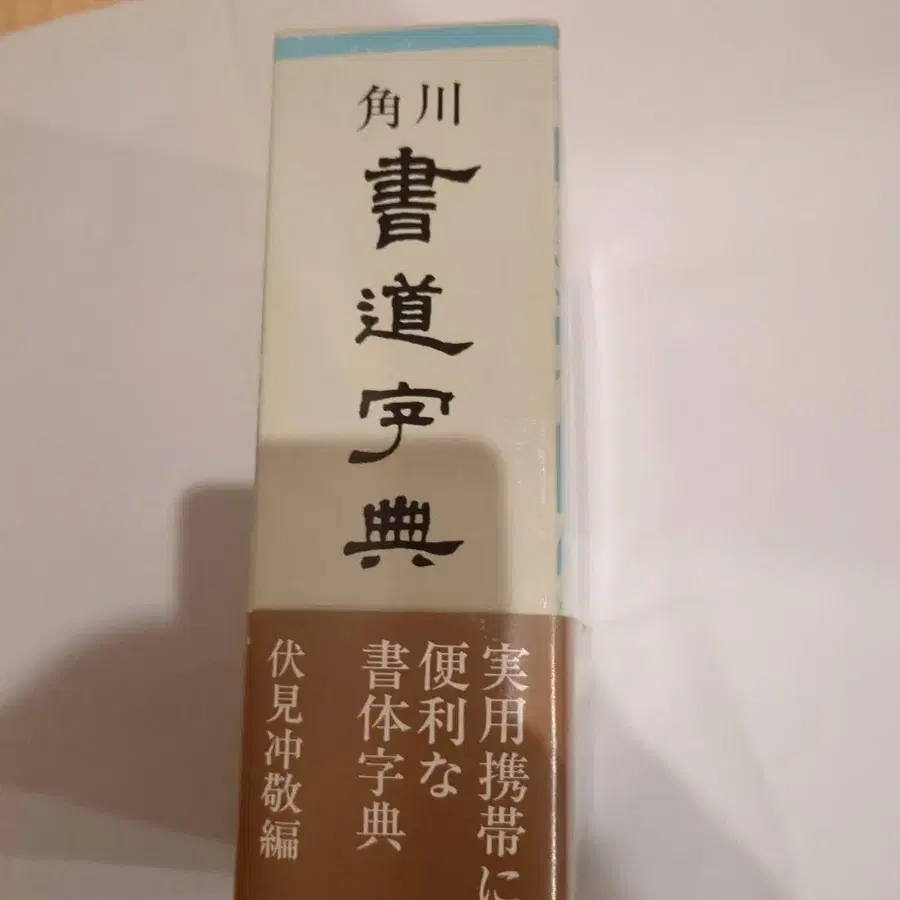 角川
書道字典
実用携帯に
便利な
書体字典
伏見冲敬編